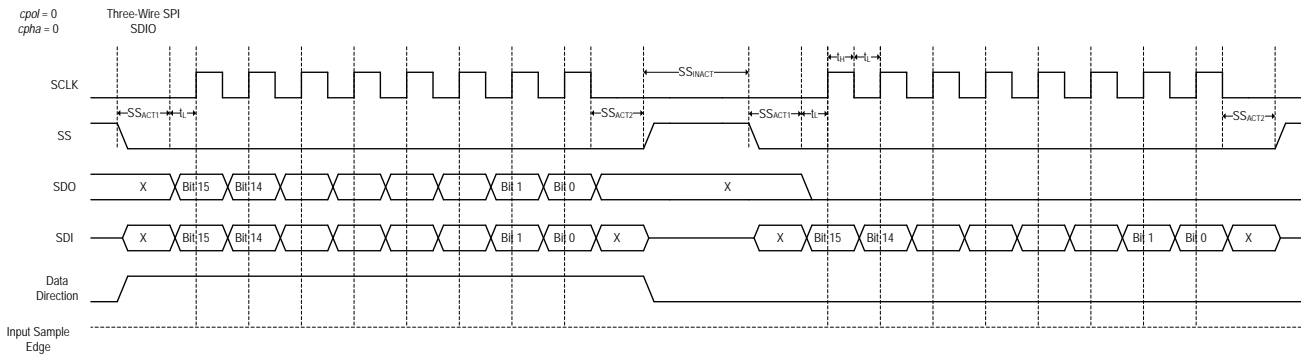 cpol = 0 Three-Wire SPI
cpha = 0 SDIO
tH tL
SSINACT
SCLK
SSACT1 tL SSACT2 SSACT1 tL SSACT2
SS
SDO X Bit 15 Bit 14 Bit 1 Bit 0 X
SDI X Bit 15 Bit 14 Bit 1 Bit 0 X X Bit 15 Bit 14 Bit 1 Bit 0 X
Data
Direction
Input Sample
Edge